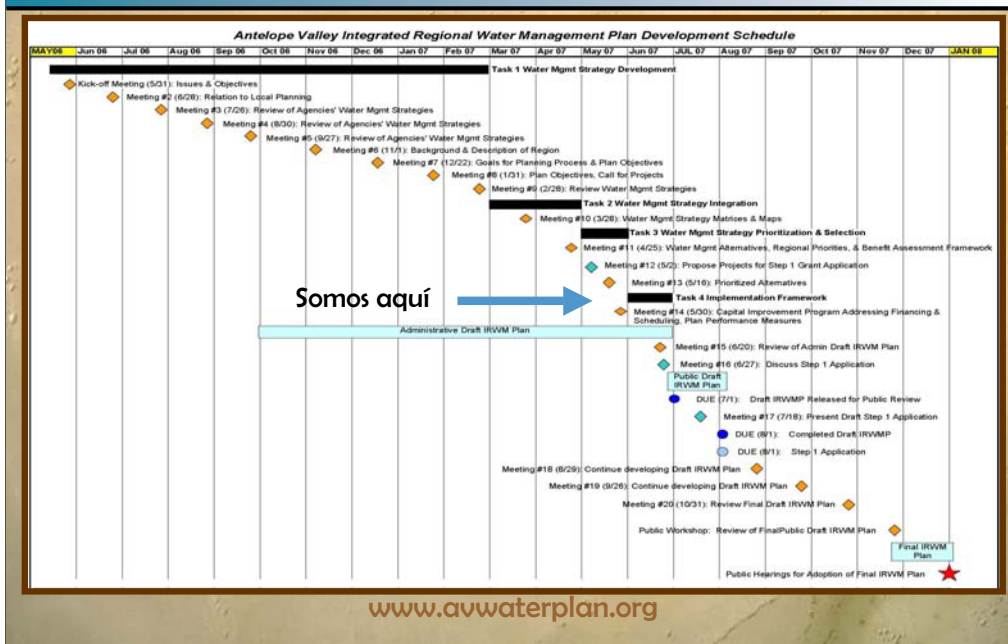 Antelope Valley Integrated Regional Water Management Plan Development Schedule
MAY06 Jun 06 Jul 06 Aug 06 Sep 06 Oct 06 Nov 06 Dec 06 Jan 07 Feb 07 Mar 07 Apr 07 May 07 Jun 07 JUL 07 Aug 07 Sep 07 Oct 07 Nov 07 Dec 07 JAN 08
Task 1 Water Mgmt Strategy Development
Kick-off Meeting (5/31): Issues & Objectives
Meeting #2 (6/28): Relation to Local Planning
Meeting #3 (7/26): Review of Agencies' Water Mgmt Strategies
Meeting #4 (8/30): Review of Agencies' Water Mgmt Strategies
Meeting #5 (9/27): Review of Agencies' Water Mgmt Strategies
Meeting #6 (11/1): Background & Description of Region
Meeting #7 (12/22): Goals for Planning Process & Plan Objectives
Meeting #8 (1/31): Plan Objectives, Call for Projects
Meeting #9 (2/28): Review Water Mgmt Strategies
Task 2 Water Mgmt Strategy Integration
Meeting #10 (3/28): Water Mgmt Strategy Matrices & Maps
Task 3 Water Mgmt Strategy Prioritization & Selection
Meeting #11 (4/25): Water Mgmt Alternatives, Regional Priorities, & Benefit Assessment Framework
Meeting #12 (5/2): Propose Projects for Step 1 Grant Application
Meeting #13 (5/16): Prioritized Alternatives
Somos aquí
Task 4 Implementation Framework
Meeting #14 (5/30): Capital Improvement Program Addressing Financing &
Scheduling, Plan Performance Measures
Administrative Draft IRWM Plan
Meeting #15 (6/20): Review of Admin Draft IRWM Plan
Meeting #16 (6/27): Discuss Step 1 Application
Public Draft
IRWM Plan
DUE (7/1): Draft IRWMP Released for Public Review
Meeting #17 (7/18): Present Draft Step 1 Application
DUE (8/1): Completed Draft IRWMP
DUE (8/1): Step 1 Application
Meeting #18 (8/29): Continue developing Draft IRWM Plan
Meeting #19 (9/26): Continue developing Draft IRWM Plan
Meeting #20 (10/31): Review Final Draft IRWM Plan
Public Workshop: Review of FinalPublic Draft IRWM Plan
Final IRWM
Plan
Public Hearings for Adoption of Final IRWM Plan
www.avwaterplan.org